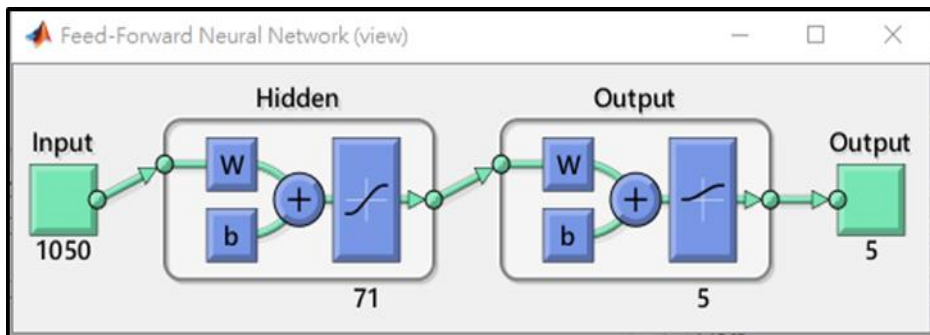 Feed-Forward Neural Network (view)
Hidden
Output
Input
Output
W
W
b
b
1050
5
71
5